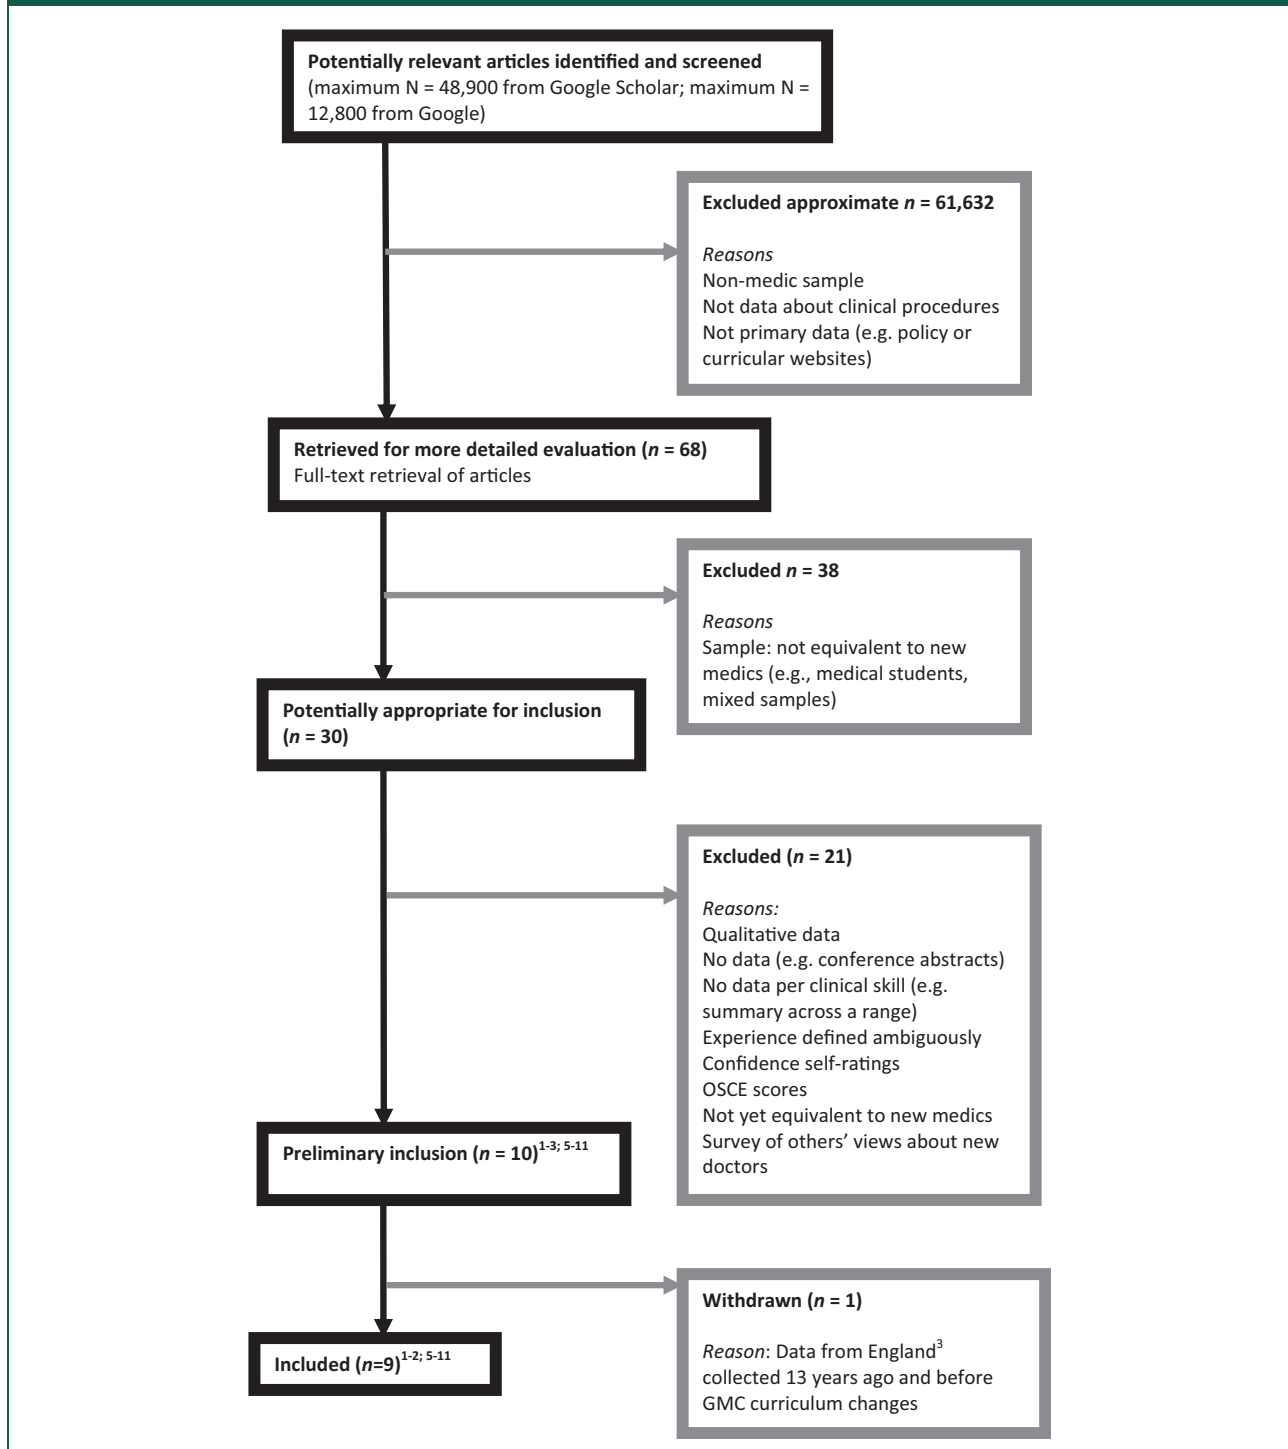 Potentially relevant articles identified and screened
(maximum N = 48,900 from Google Scholar; maximum N =
12,800 from Google)
Excluded approximate n = 61,632
Reasons
Non-medic sample
Not data about clinical procedures
Not primary data (e.g. policy or
curricular websites)
Retrieved for more detailed evaluation (n = 68)
Full-text retrieval of articles
Excluded n = 38
Reasons
Sample: not equivalent to new
medics (e.g., medical students,
mixed samples)
Potentially appropriate for inclusion
(n = 30)
Excluded (n = 21)
Reasons:
Qualitative data
No data (e.g. conference abstracts)
No data per clinical skill (e.g.
summary across a range)
Experience defined ambiguously
Confidence self-ratings
OSCE scores
Not yet equivalent to new medics
Survey of others’ views about new
doctors
Preliminary inclusion (n = 10)1-3; 5-11
Withdrawn (n = 1)
Reason: Data from England3
collected 13 years ago and before
GMC curriculum changes
Included (n=9)1-2; 5-11